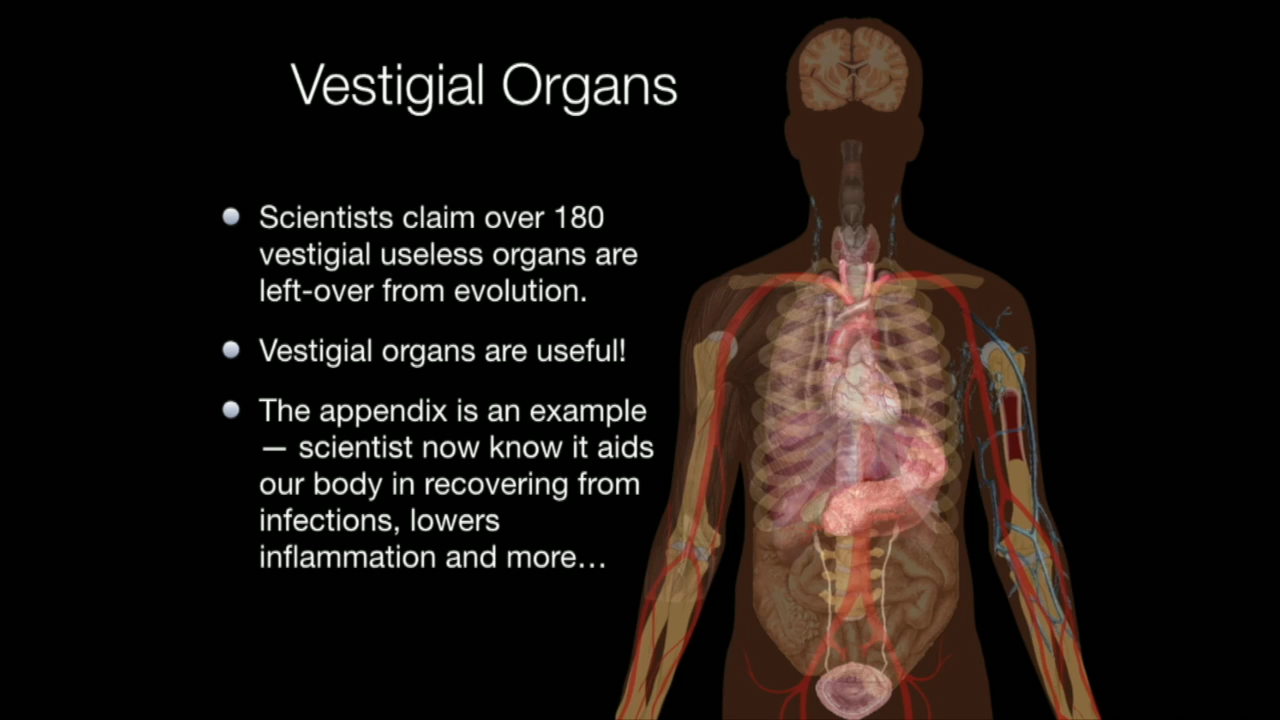 Vestigial Organs
Scientists claim over 180
vestigial useless organs are
left-over from evolution.
Vestigial organs are useful!
The appendix is an example
— scientist now know it aids
our body in recovering from
infections, lowers
inflammation and more...